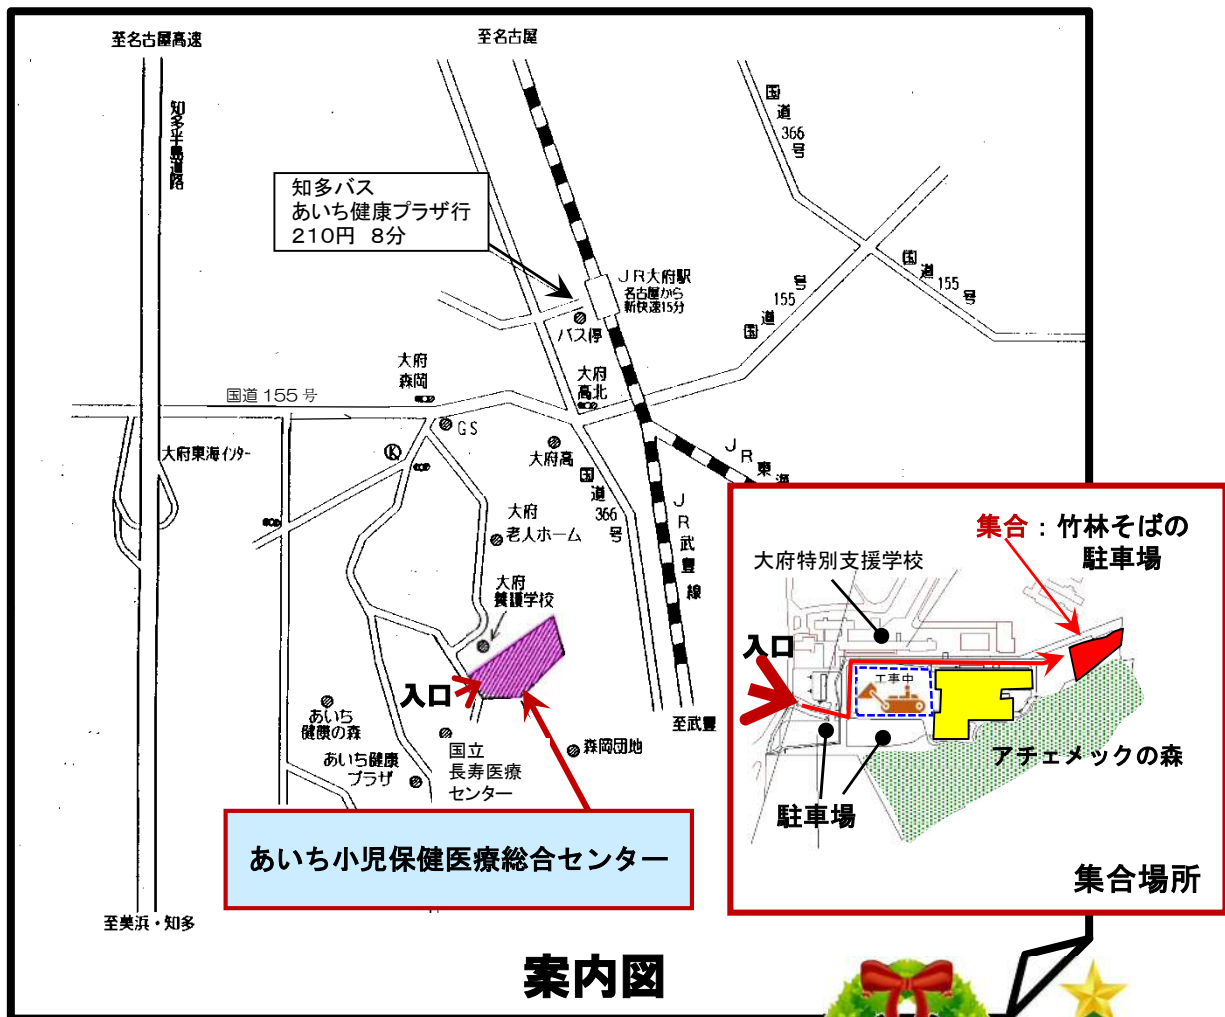 至名古屋高速
至名古屋
知多半島道路
国道366号
知多バス
あいち健康プラザ行
210円 8分
JR大府駅
名古屋から
新快速15分
バス停
国道155号
国道155号
大府
森岡
大府
高北
国道155号
GS
大府東海インター
K
大府高
国道366号
JR東海
JR武豊線
大府
老人ホーム
大府
養護学校
入口
あいち
健康の森
あいち健康
プラザ
国立
長寿医療
センター
森岡団地
至武豊
あいち小児保健医療総合センター
至美浜・知多
集合：竹林そばの
駐車場
大府特別支援学校
入口
工事中
アチェメックの森
駐車場
集合場所
案内図